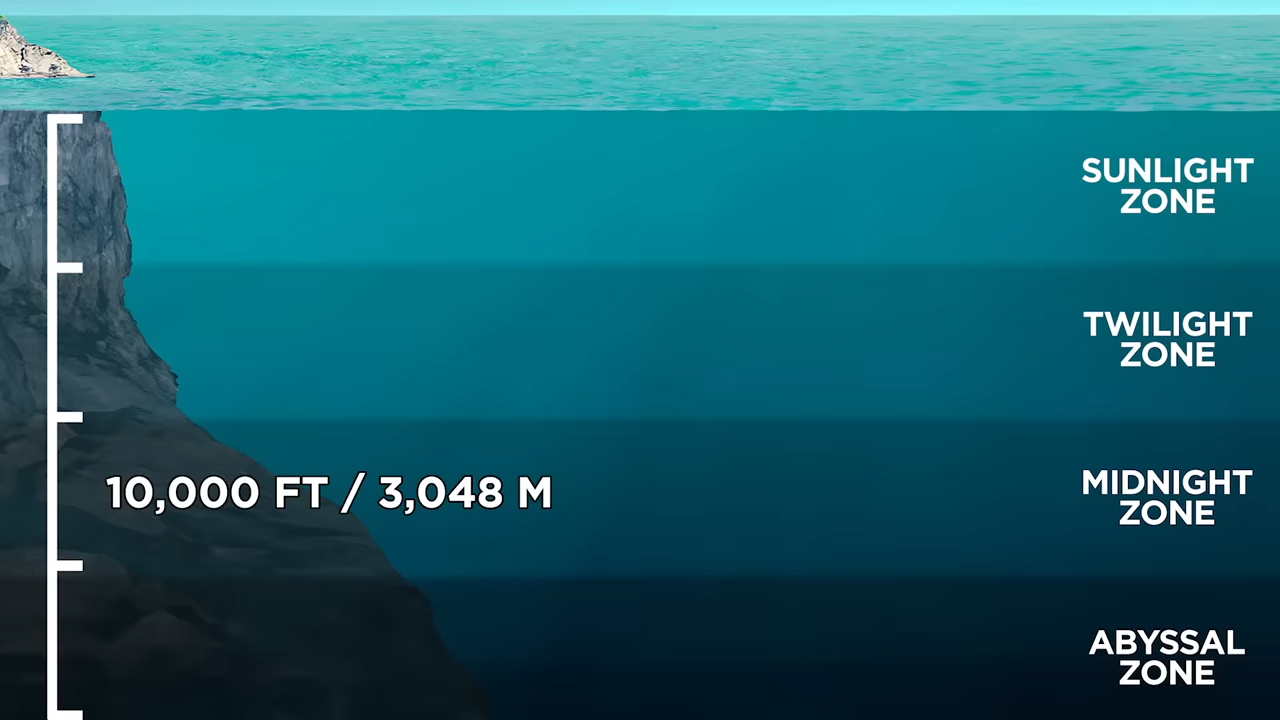 SUNLIGHT
ZONE
TWILIGHT
ZONE
10,000 FT / 3,048 M
MIDNIGHT
ZONE
ABYSSAL
ZONE